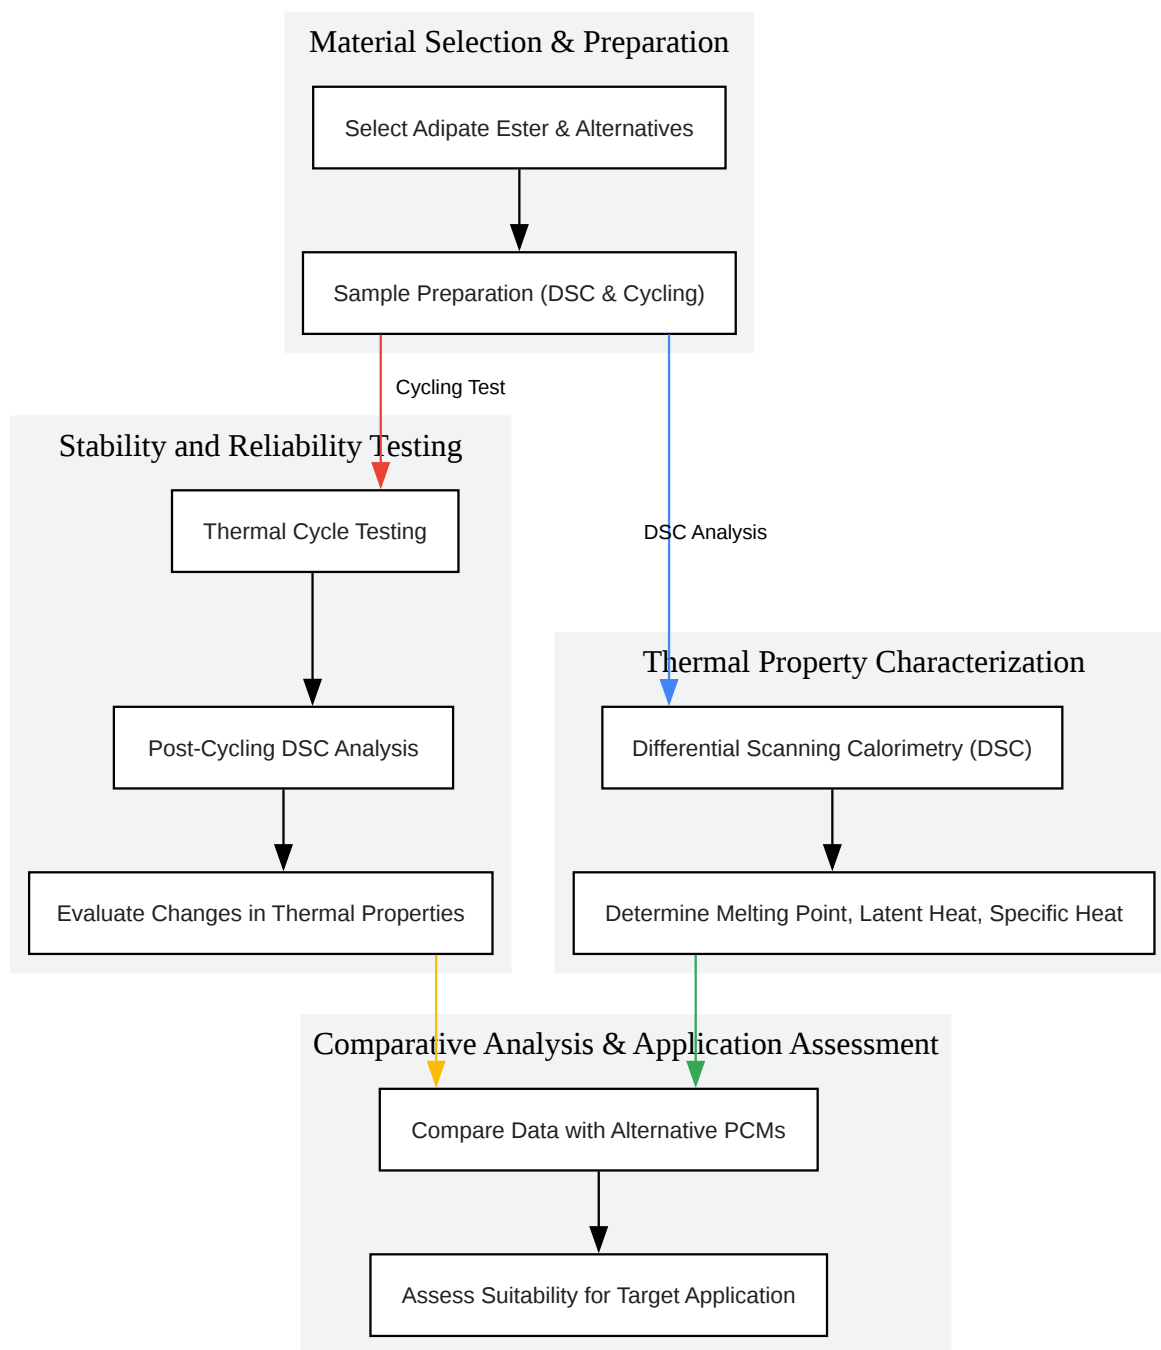 Material Selection & Preparation
Select Adipate Ester & Alternatives
Sample Preparation (DSC & Cycling)
Cycling Test
Stability and Reliability Testing
Thermal Cycle Testing
DSC Analysis
Thermal Property Characterization
Post-Cycling DSC Analysis
Differential Scanning Calorimetry (DSC)
Evaluate Changes in Thermal Properties
Determine Melting Point, Latent Heat, Specific Heat
Comparative Analysis & Application Assessment
Compare Data with Alternative PCMs
Assess Suitability for Target Application